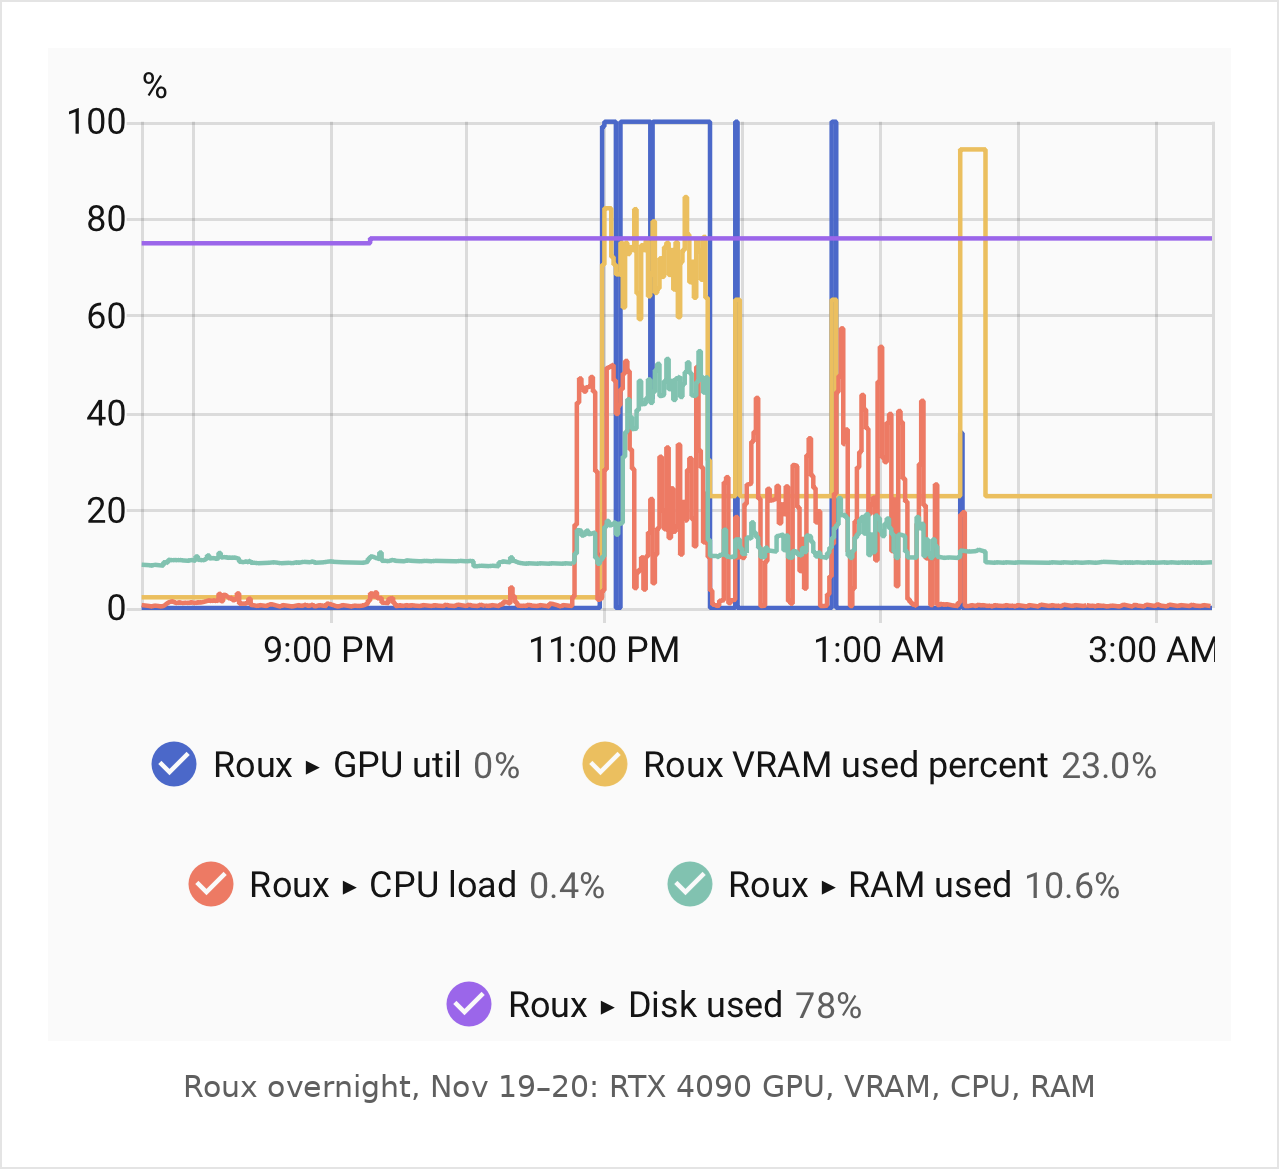 %
100
80
60
40
20
0
9:00 PM 11:00 PM 1:00 AM 3:00 AM
Roux ▸ GPU util 0% Roux VRAM used percent 23.0%
Roux ▸ CPU load 0.4% Roux ▸ RAM used 10.6%
Roux ▸ Disk used 78%
Roux overnight, Nov 19–20: RTX 4090 GPU, VRAM, CPU, RAM